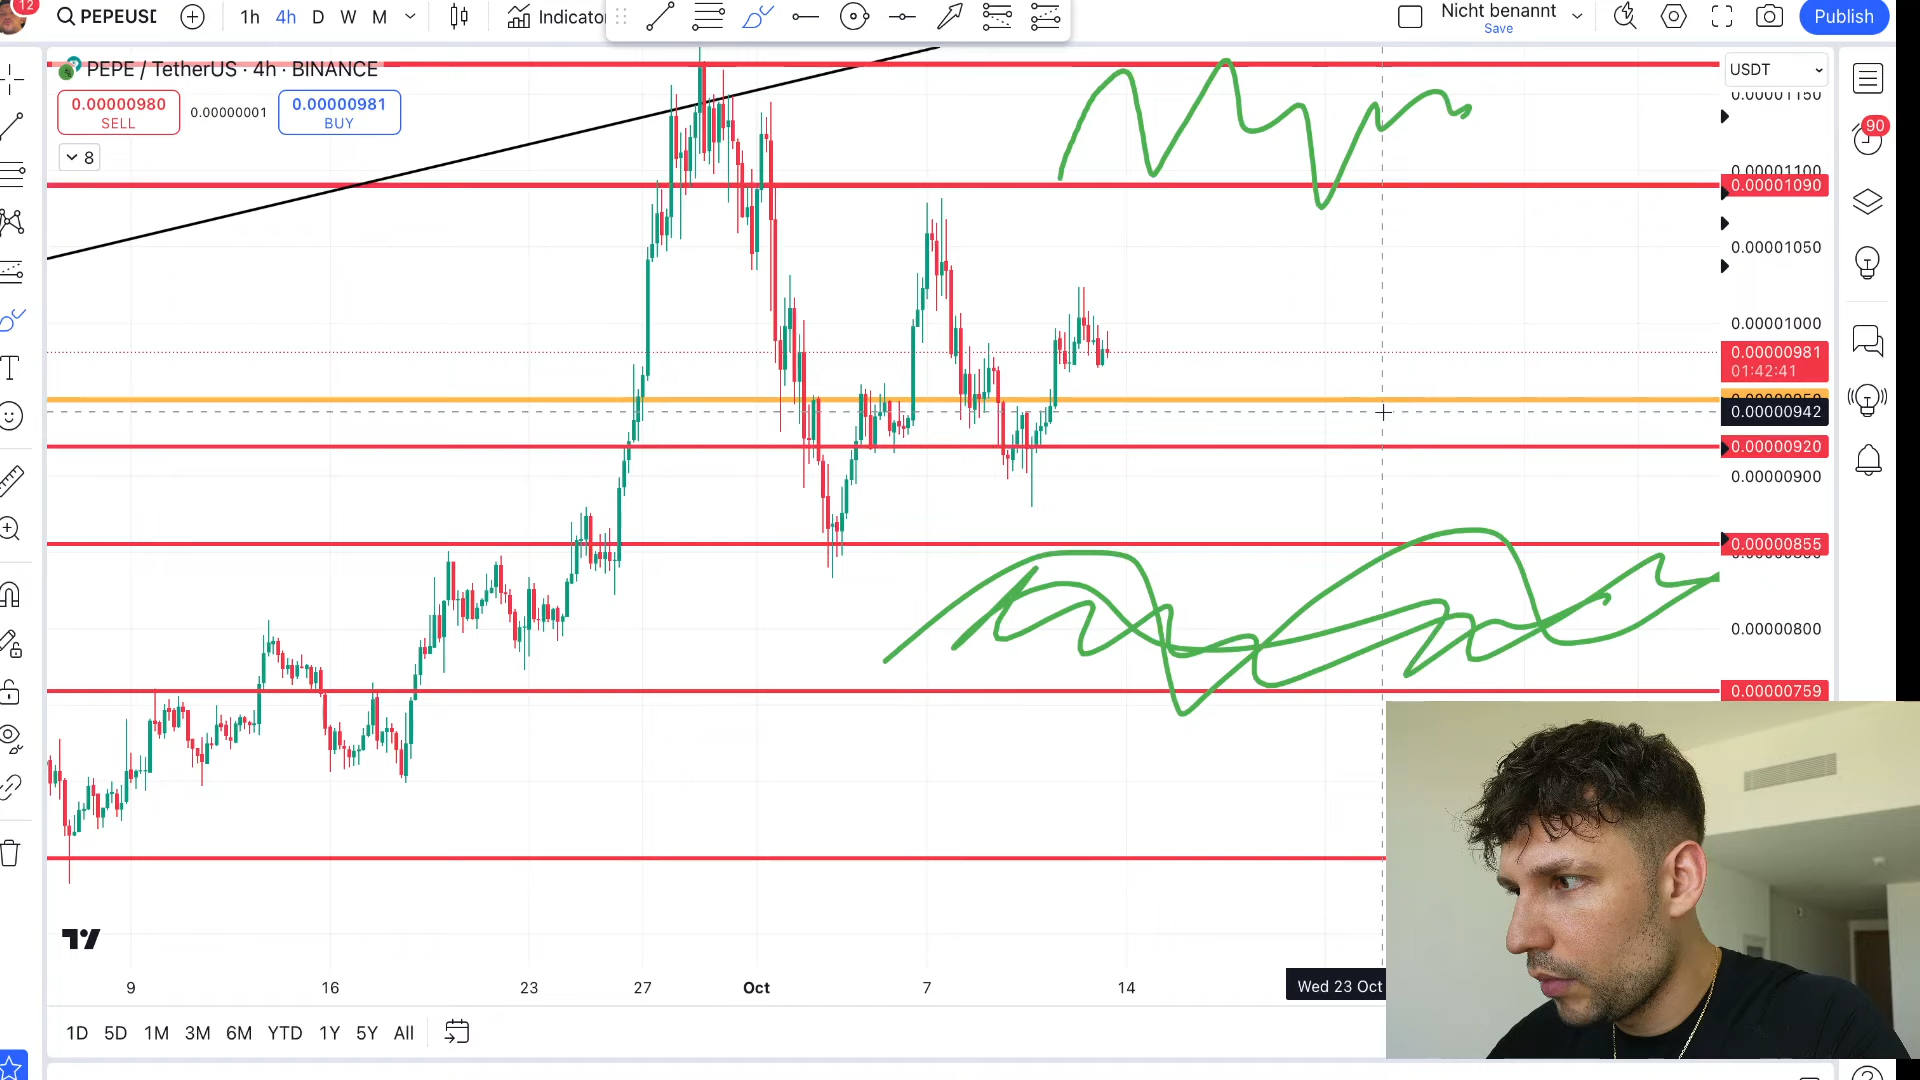 12
PEPEUSD
1h 4h D W M
Nicht benannt
Save
Publish
PEPE / TetherUS · 4h · BINANCE
0.00000980
SELL
0.00000001
0.00000981
BUY
8
USDT
0.00001150
0.00001100
0.00001090
0.00001050
0.00001000
0.00000981
01:42:41
0.00000942
0.00000920
0.00000900
0.00000855
0.00000800
0.00000759
90
9 16 23 27 Oct 7 14
Wed 23 Oct
1D 5D 1M 3M 6M YTD 1Y 5Y All